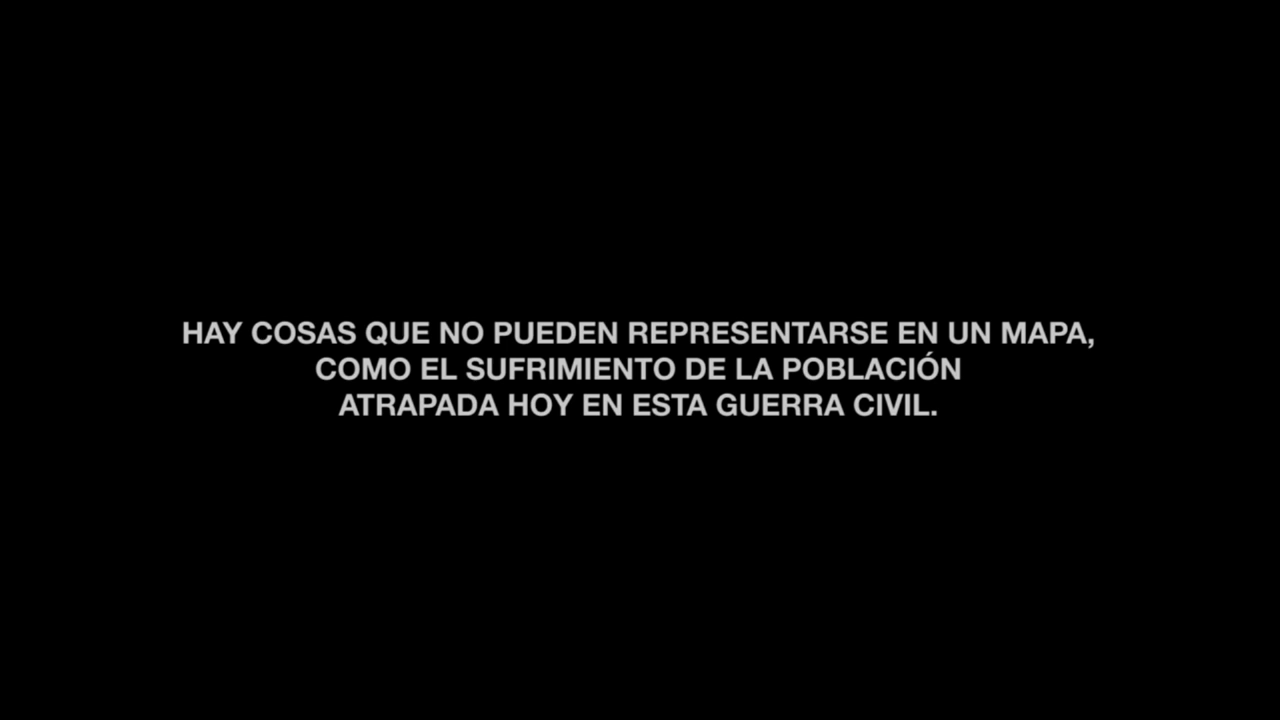 HAY COSAS QUE NO PUEDEN REPRESENTARSE EN UN MAPA,
COMO EL SUFRIMIENTO DE LA POBLACIÓN
ATRAPADA HOY EN ESTA GUERRA CIVIL.